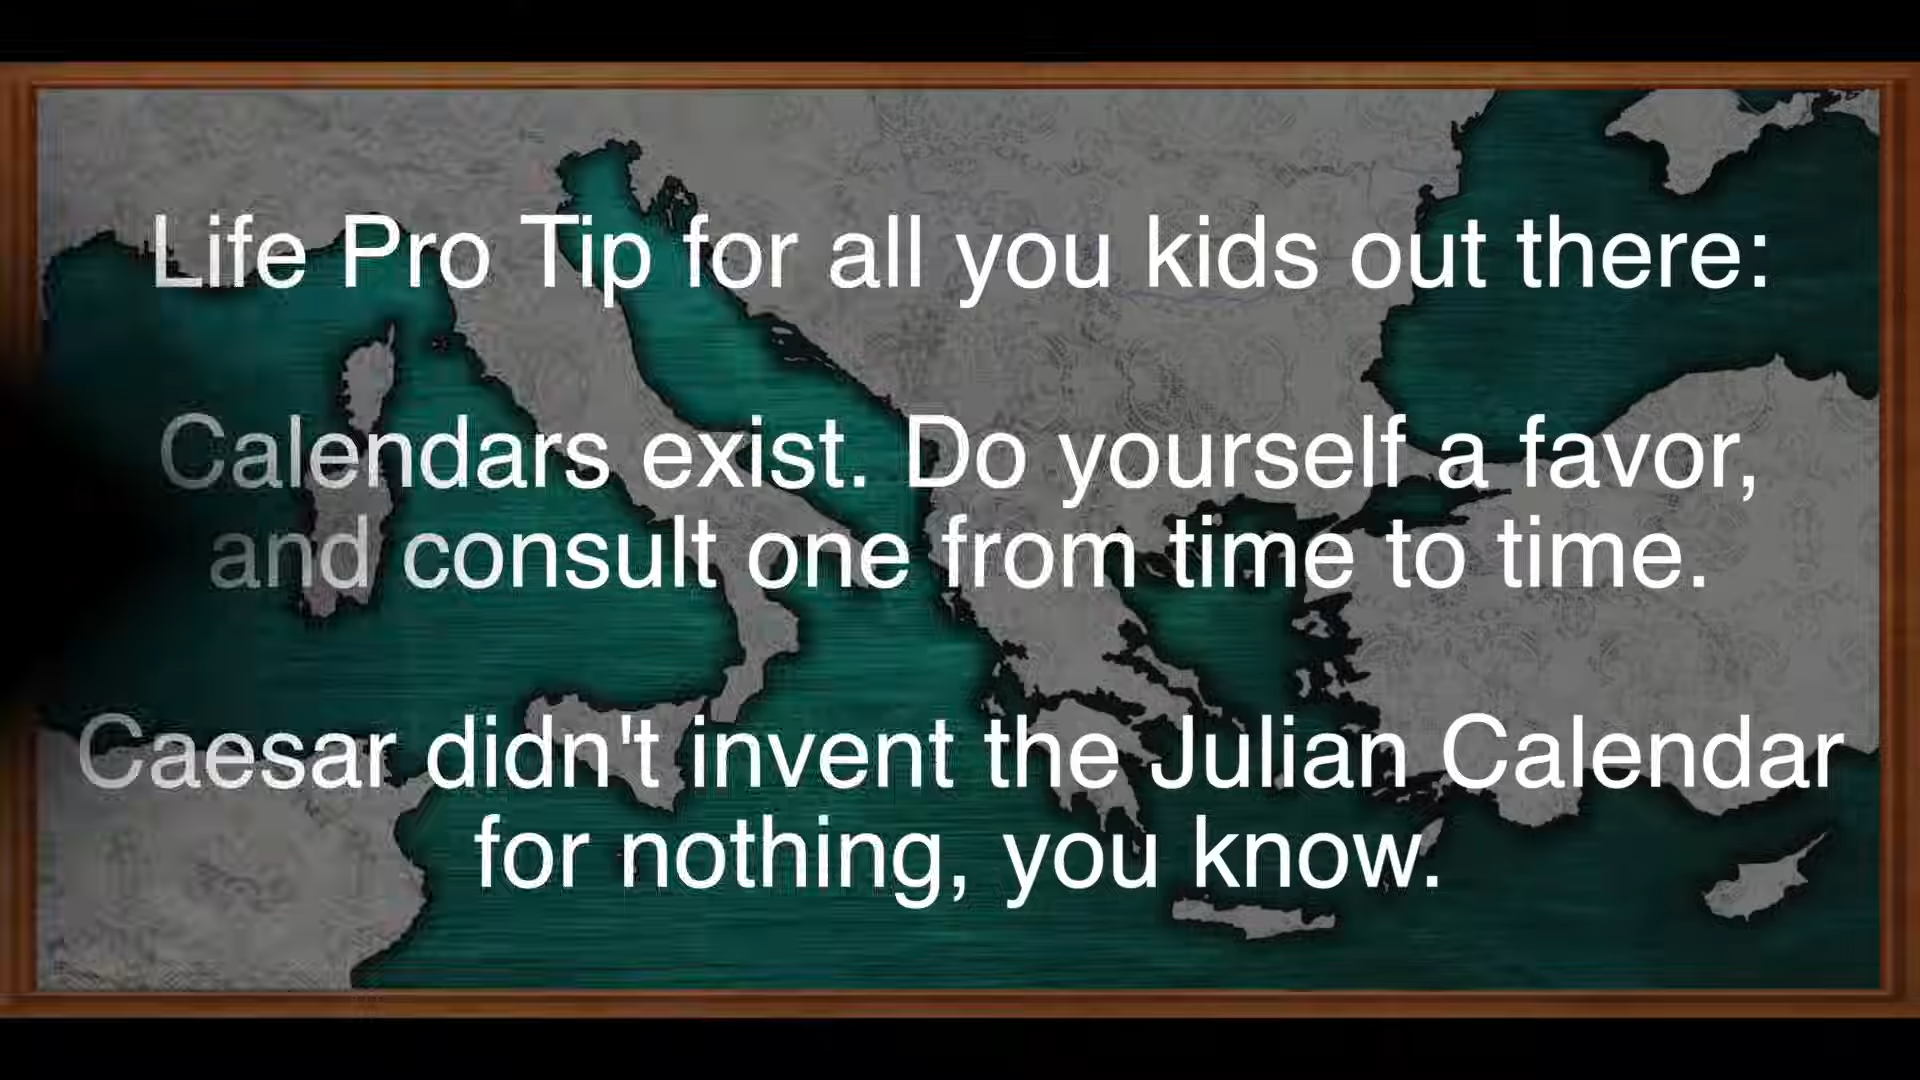 Life Pro Tip for all you kids out there:
Calendars exist. Do yourself a favor,
and consult one from time to time.
Caesar didn't invent the Julian Calendar
for nothing, you know.